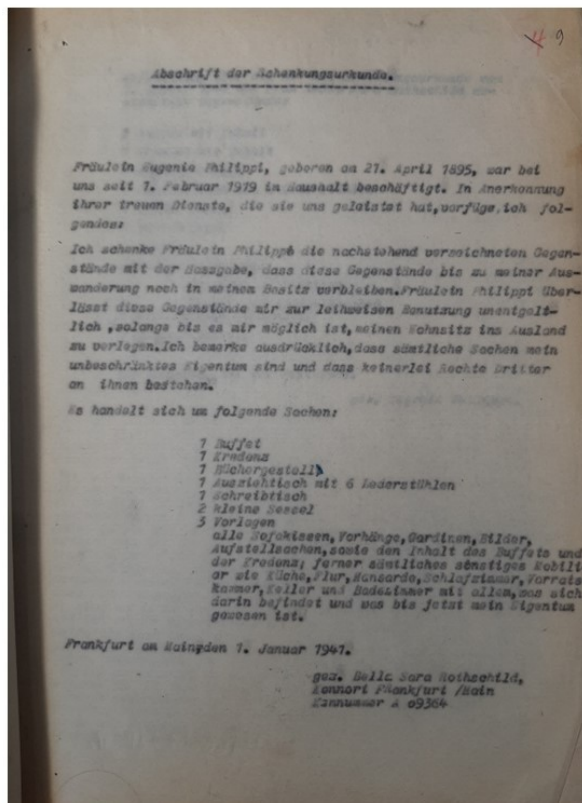 4 9
Abschrift der Schenkungsurkunde.
Fräulein Eugenie Philippi, geboren am 21. April 1895, war bei
uns seit 1. Februar 1919 im Haushalt beschäftigt. In Anerkennung
ihrer treuen Dienste, die sie uns geleistet hat,verfüge,ich fol-
gendes:
Ich schenke Fräulein Philippi die nachstehend verzeichneten Gegen-
stände mit der Massgabe, dass diese Gegenstände bis zu meiner Aus-
wanderung noch in meinem Besitz verbleiben.Fräulein Philippi über-
lässt diese Gegenstände mir zur leihweisen Benutzung unentgelt-
lich ,solange bis es mir möglich ist,meinen Wohnsitz ins Ausland
zu verlegen.Ich bemerke ausdrücklich,dass sämtliche Sachen mein
unbeschränktes Eigentum sind und dass keinerlei Rechte Dritter
an ihnen bestehen.
Es handelt sich um folgende Sachen:
1 Buffet
1 Kredenz
1 Büchergestell
1 Ausziehtisch mit 6 Lederstühlen
1 Schreibtisch
2 kleine Sessel
3 Vorlagen
alle Sofakissen,Vorhänge,Gardinen,Bilder,
Aufstellsachen,sowie den Inhalt des Buffets und
der Kredenz; ferner sämtliches sonstiges Mobili
ar wie Küche,Flur,Mansarde,Schlafzimmer,Vorrats
kammer,Keller und Badezimmer mit allem,was sich
darin befindet und was bis jetzt mein Eigentum
gewesen ist.
Frankfurt am Main,den 1. Januar 1941.
gez. Bella Sara Rothschild,
Kennort Frankfurt /Main
Kennummer A 09364